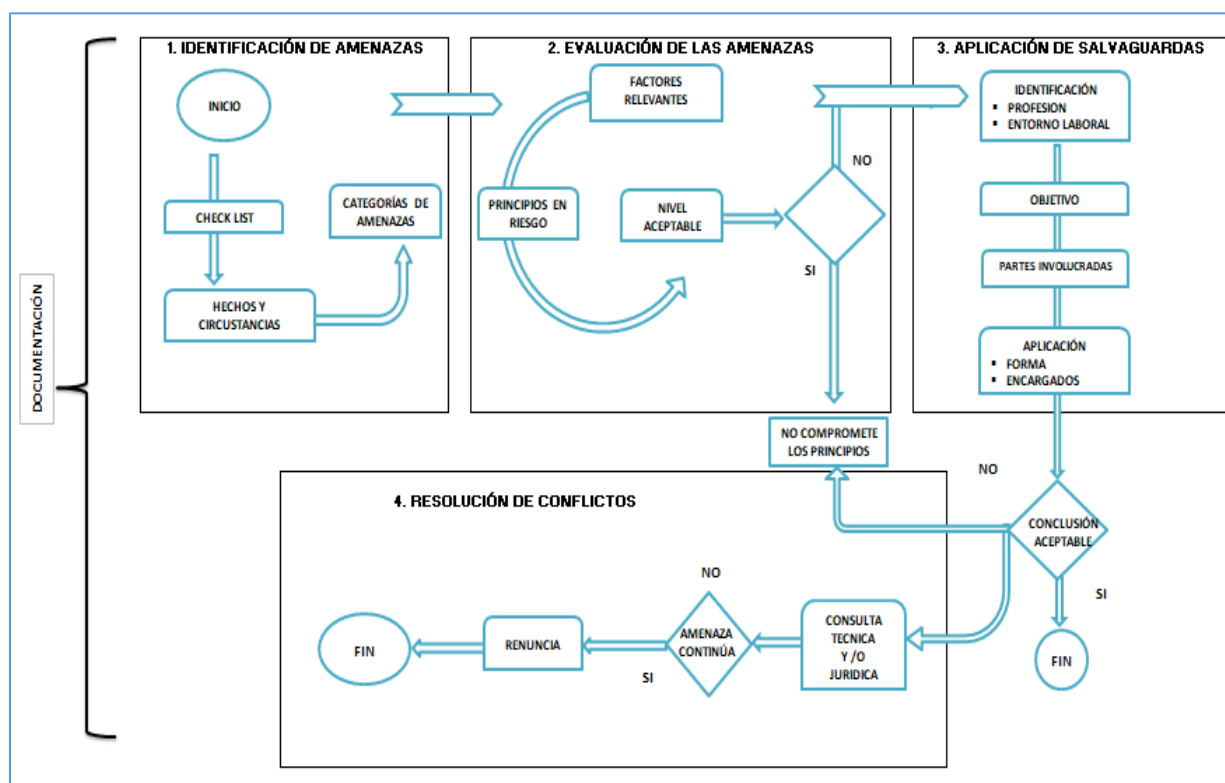 DOCUMENTACIÓN
1. IDENTIFICACIÓN DE AMENAZAS
INICIO
CHECK LIST
HECHOS Y
CIRCUSTANCIAS
CATEGORÍAS DE
AMENAZAS
2. EVALUACIÓN DE LAS AMENAZAS
FACTORES
RELEVANTES
PRINCIPIOS EN
RIESGO
NIVEL
ACEPTABLE
NO
SI
NO COMPROMETE
LOS PRINCIPIOS
3. APLICACIÓN DE SALVAGUARDAS
IDENTIFICACIÓN
▪ PROFESION
▪ ENTORNO LABORAL
OBJETIVO
PARTES INVOLUCRADAS
APLICACIÓN
▪ FORMA
▪ ENCARGADOS
NO
CONCLUSIÓN
ACEPTABLE
SI
FIN
4. RESOLUCIÓN DE CONFLICTOS
CONSULTA
TECNICA
Y /O
JURIDICA
NO
AMENAZA
CONTINÚA
SI
RENUNCIA
FIN